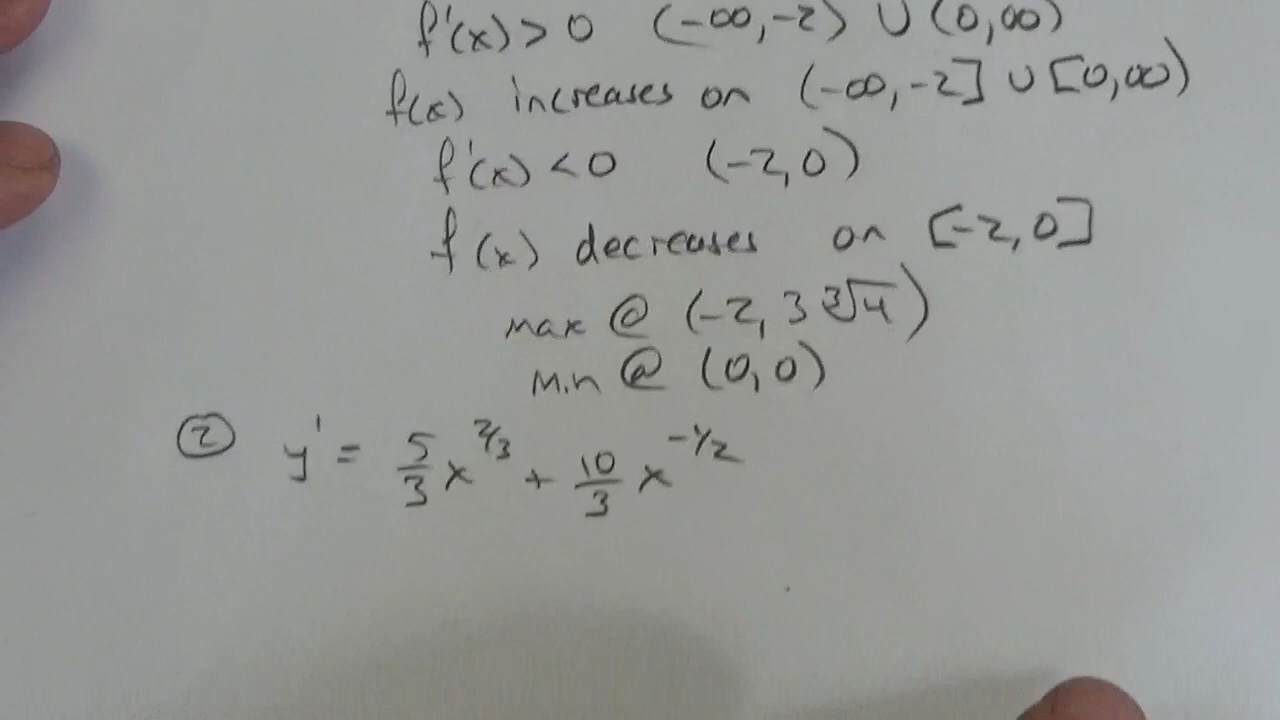 f'(x) > 0 (-∞, -2) ∪ (0, ∞)
f(x) increases on (-∞, -2] ∪ [0, ∞)
f'(x) < 0 (-2, 0)
f(x) decreases on [-2, 0]
max @ (-2, 3∛4)
min @ (0, 0)
② y' = 5/3 x^(2/3) + 10/3 x^(-1/2)